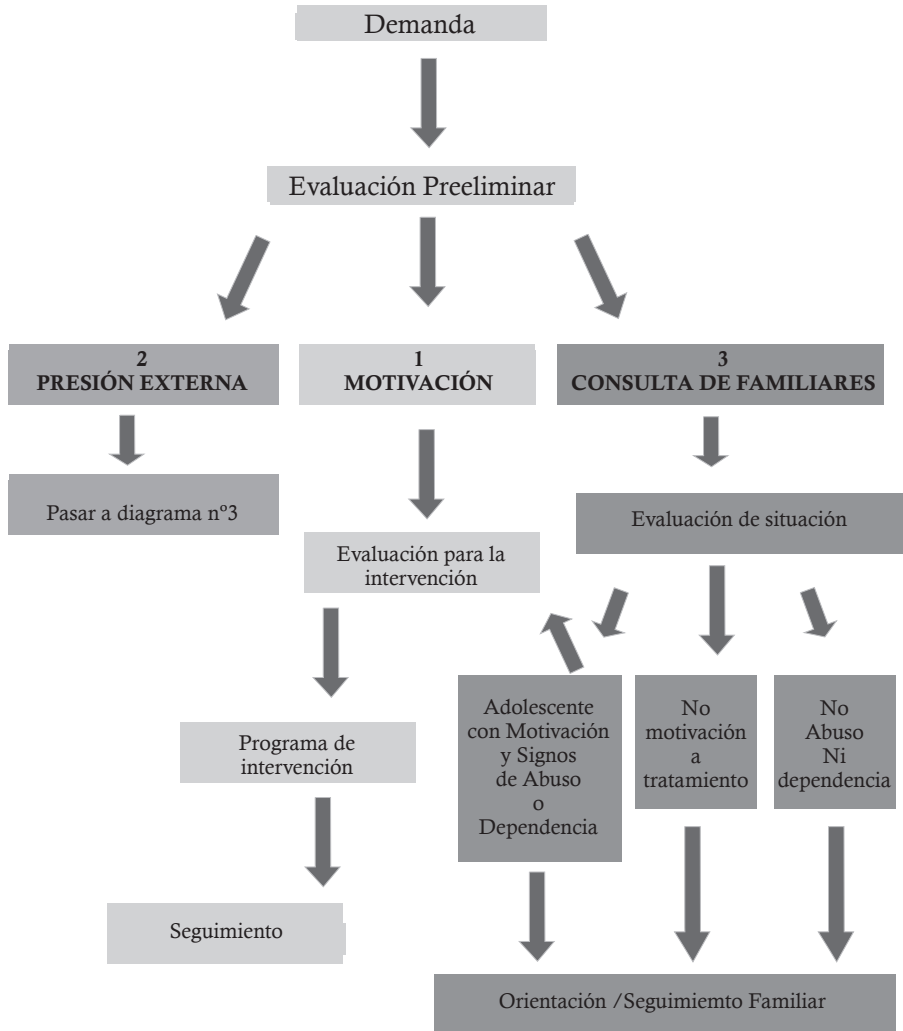 Demanda
Evaluación Preeliminar
2
PRESIÓN EXTERNA
1
MOTIVACIÓN
3
CONSULTA DE FAMILIARES
Pasar a diagrama nº3
Evaluación de situación
Evaluación para la
intervención
Adolescente
con Motivación
y Signos
de Abuso
o
Dependencia
No
motivación
a
tratamiento
No
Abuso
Ni
dependencia
Programa de
intervención
Seguimiento
Orientación /Seguimiemto Familiar